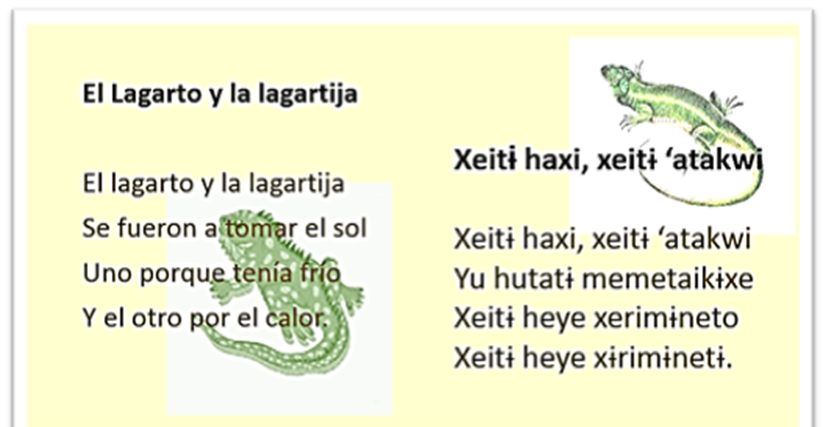 El Lagarto y la lagartija
El lagarto y la lagartija
Se fueron a tomar el sol
Uno porque tenía frío
Y el otro por el calor.
Xeitɨ haxi, xeitɨ ‘atakwi
Xeitɨ haxi, xeitɨ ‘atakwi
Yu hutatɨ memetaikɨxe
Xeitɨ heye xerimɨneto
Xeitɨ heye xɨrimɨnetɨ.